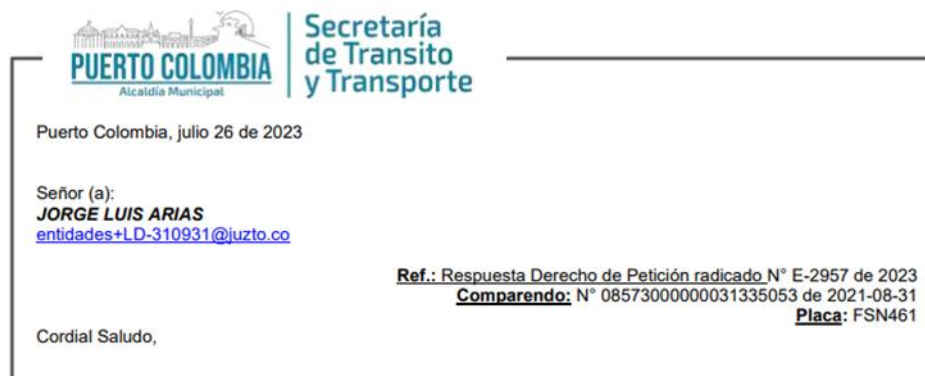 PUERTO COLOMBIA
Alcaldía Municipal
Secretaría
de Transito
y Transporte
Puerto Colombia, julio 26 de 2023
Señor (a):
JORGE LUIS ARIAS
entidades+LD-310931@juzto.co
Ref.: Respuesta Derecho de Petición radicado N° E-2957 de 2023
Comparendo: N° 08573000000031335053 de 2021-08-31
Placa: FSN461
Cordial Saludo,